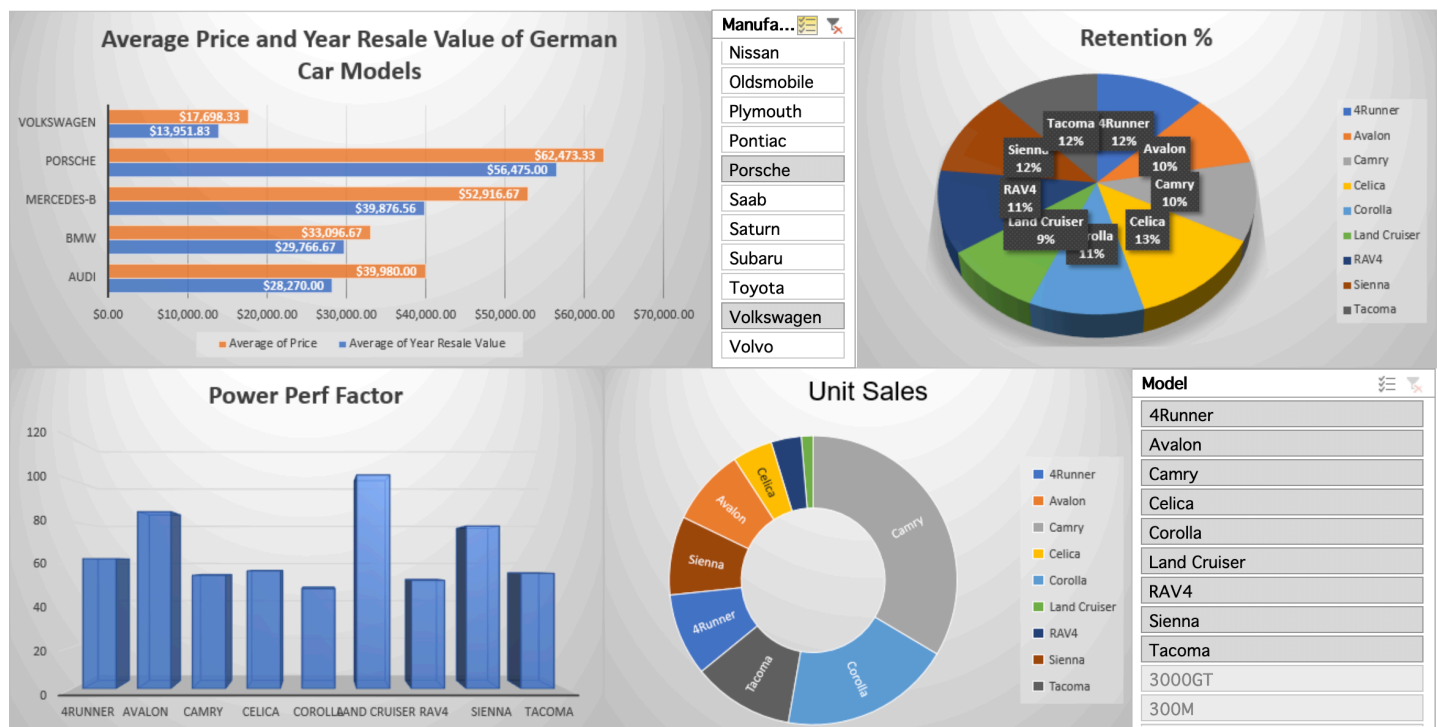 Average Price and Year Resale Value of German
Car Models
VOLKSWAGEN
$17,698.33
$13,951.83
PORSCHE
$62,473.33
$56,475.00
MERCEDES-B
$52,916.67
$39,876.56
BMW
$33,096.67
$29,766.67
AUDI
$39,980.00
$28,270.00
$0.00 $10,000.00 $20,000.00 $30,000.00 $40,000.00 $50,000.00 $60,000.00 $70,000.00
Average of Price Average of Year Resale Value
Manufa...
Nissan
Oldsmobile
Plymouth
Pontiac
Porsche
Saab
Saturn
Subaru
Toyota
Volkswagen
Volvo
Retention %
Tacoma
12%
4Runner
12%
Sienna
12%
Avalon
10%
RAV4
11%
Camry
10%
Land Cruiser
9%
rolla
11%
Celica
13%
4Runner
Avalon
Camry
Celica
Corolla
Land Cruiser
RAV4
Sienna
Tacoma
Power Perf Factor
120
100
80
60
40
20
0
4RUNNER AVALON CAMRY CELICA COROLLA LAND CRUISER RAV4 SIENNA TACOMA
Unit Sales
Camry
Corolla
Tacoma
4Runner
Sienna
Avalon
Celica
4Runner
Avalon
Camry
Celica
Corolla
Land Cruiser
RAV4
Sienna
Tacoma
Model
4Runner
Avalon
Camry
Celica
Corolla
Land Cruiser
RAV4
Sienna
Tacoma
3000GT
300M